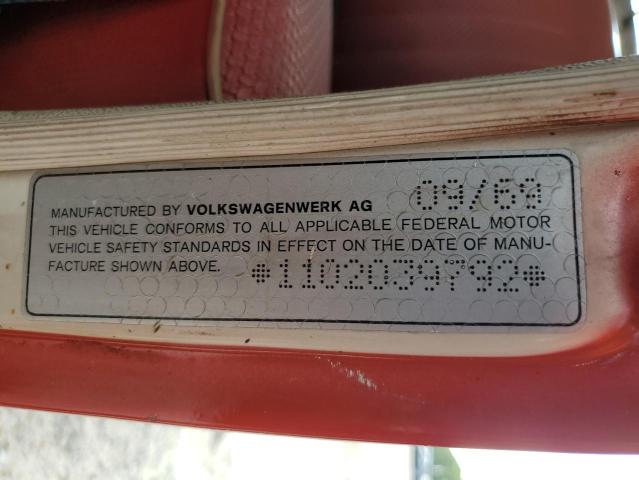 MANUFACTURED BY VOLKSWAGENWERK AG 09/69
THIS VEHICLE CONFORMS TO ALL APPLICABLE FEDERAL MOTOR
VEHICLE SAFETY STANDARDS IN EFFECT ON THE DATE OF MANU-
FACTURE SHOWN ABOVE. *1102039792*